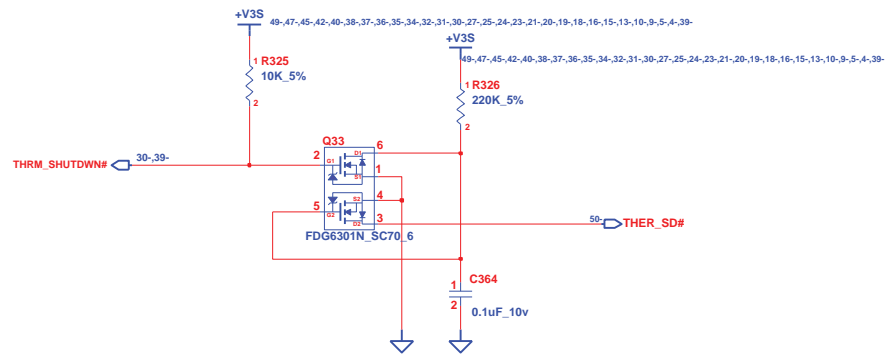 +V3S
49-,47-,45-,42-,40-,38-,37-,36-,35-,34-,32-,31-,30-,27-,25-,24-,23-,21-,20-,19-,18-,16-,15-,13-,10-,9-,5-,4-,39-
+V3S
49-,47-,45-,42-,40-,38-,37-,36-,35-,34-,32-,31-,30-,27-,25-,24-,23-,21-,20-,19-,18-,16-,15-,13-,10-,9-,5-,4-,39-
1 R325
10K_5%
2
1 R326
220K_5%
2
Q33
THRM_SHUTDWN# 30-,39- 2 G1 D1 6
S1 1
5 G2 S2 4
D2 3 50- THER_SD#
FDG6301N_SC70_6
C364
1
2
0.1uF_10v